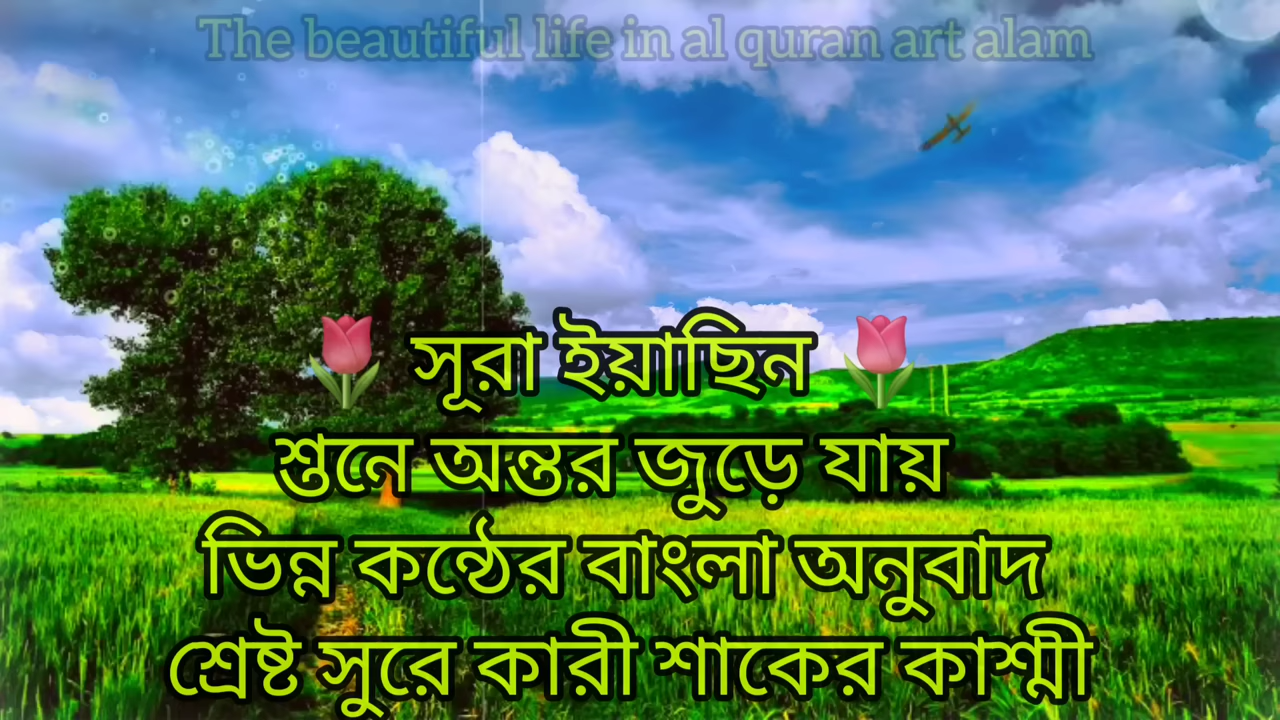 The beautiful life in al quran art alam
🌷 সূরা ইয়াছিন 🌷
শুনে অন্তর জুড়ে যায়
ভিন্ন কন্ঠের বাংলা অনুবাদ
শ্রেষ্ট সুরে কারী শাকের কাশ্মী